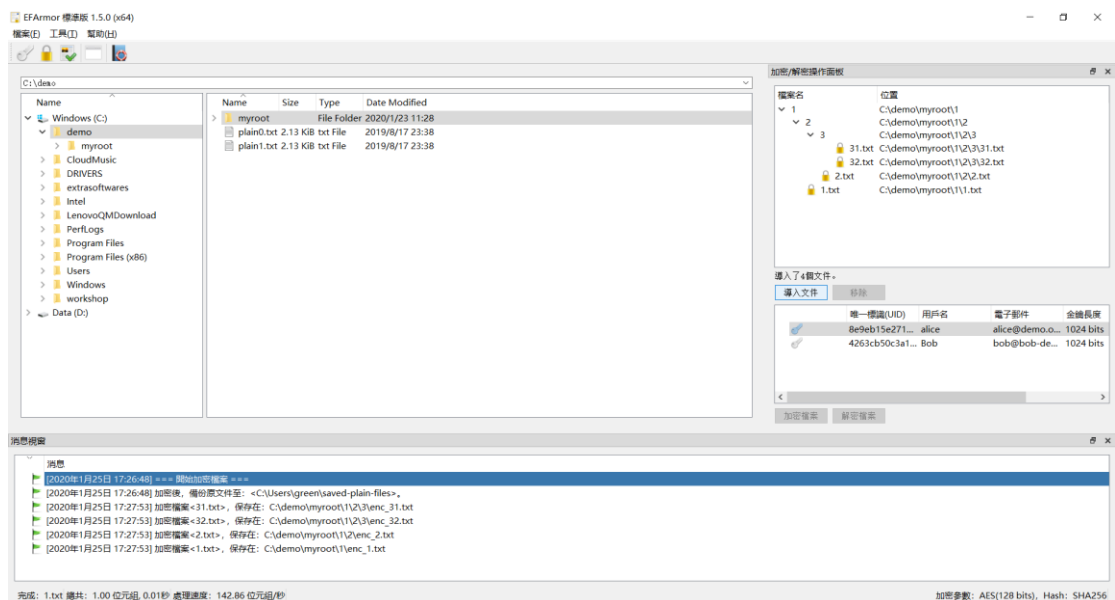 EFArmor 標準版 1.5.0 (x64)
檔案(F) 工具(T) 幫助(H)
C:\demo
Name
Windows (C:)
demo
myroot
CloudMusic
DRIVERS
extrasoftwares
Intel
LenovoQMDownload
PerfLogs
Program Files
Program Files (x86)
Users
Windows
workshop
Data (D:)
Name Size Type Date Modified
myroot File Folder 2020/1/23 11:28
plain0.txt 2.13 KiB txt File 2019/8/17 23:38
plain1.txt 2.13 KiB txt File 2019/8/17 23:38
加密/解密操作面板
檔案名 位置
1 C:\demo\myroot\1
2 C:\demo\myroot\1\2
3 C:\demo\myroot\1\2\3
31.txt C:\demo\myroot\1\2\3\31.txt
32.txt C:\demo\myroot\1\2\3\32.txt
2.txt C:\demo\myroot\1\2\2.txt
1.txt C:\demo\myroot\1\1.txt
導入了4個文件。
導入文件 移除
唯一標識(UID) 用戶名 電子郵件 金鑰長度
8e9eb15e271... alice alice@demo.o... 1024 bits
4263cb50c3a1... Bob bob@bob-de... 1024 bits
加密檔案 解密檔案
消息視窗
消息
[2020年1月25日 17:26:48] === 開始加密檔案 ===
[2020年1月25日 17:26:48] 加密後，備份原文件至：<C:\Users\green\saved-plain-files>。
[2020年1月25日 17:27:53] 加密檔案<31.txt>，保存在：C:\demo\myroot\1\2\3\enc_31.txt
[2020年1月25日 17:27:53] 加密檔案<32.txt>，保存在：C:\demo\myroot\1\2\3\enc_32.txt
[2020年1月25日 17:27:53] 加密檔案<2.txt>，保存在：C:\demo\myroot\1\2\enc_2.txt
[2020年1月25日 17:27:53] 加密檔案<1.txt>，保存在：C:\demo\myroot\1\enc_1.txt
完成：1.txt 總共：1.00 位元組, 0.01秒 處理速度：142.86 位元組/秒
加密參數：AES(128 bits)，Hash：SHA256